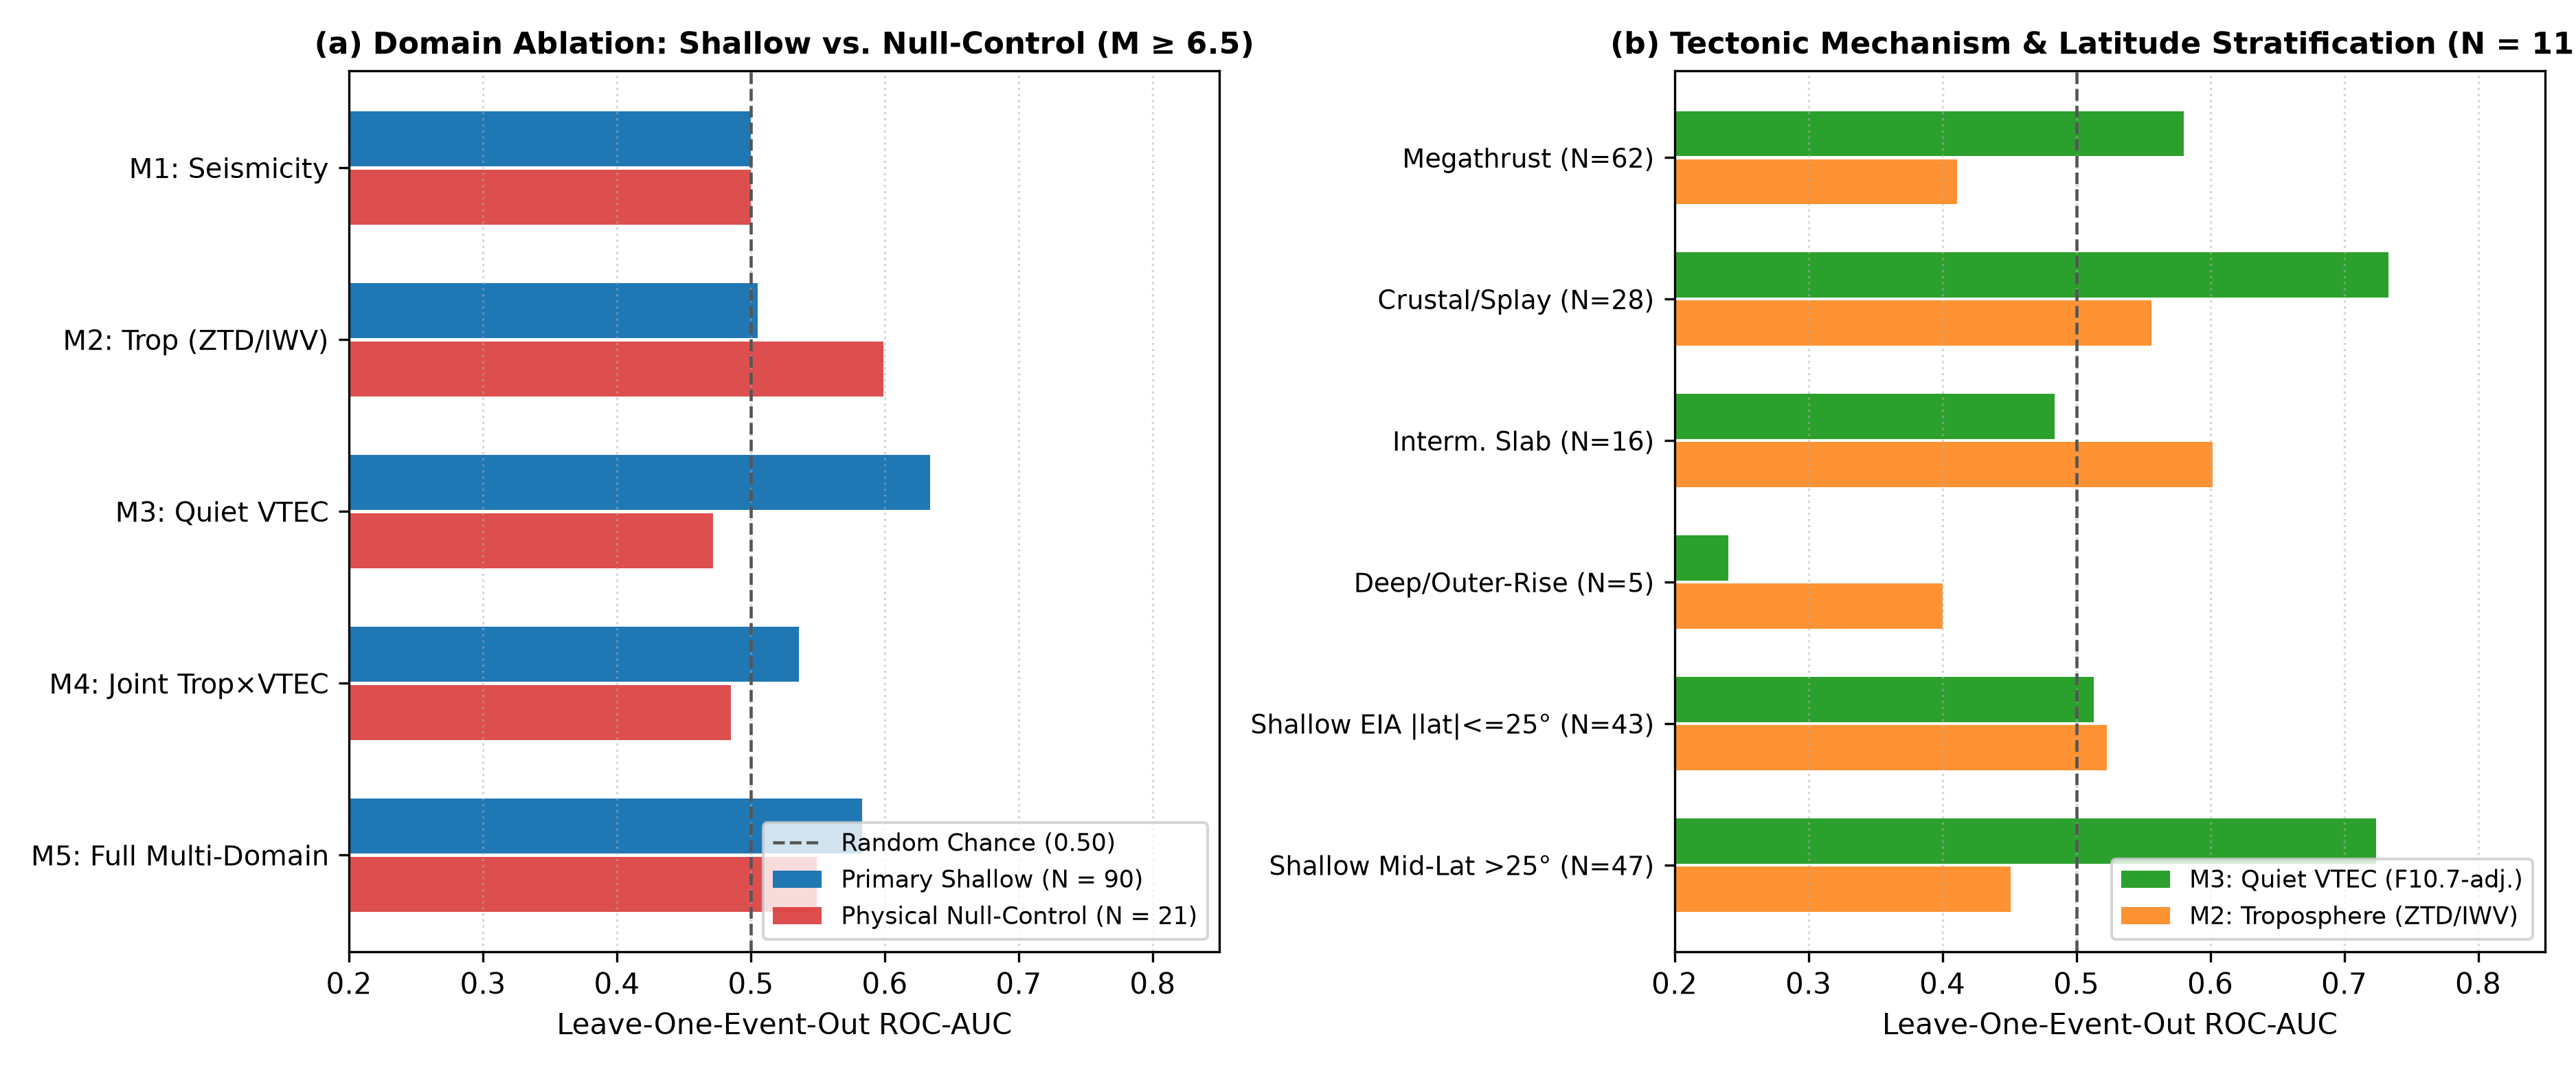 (a) Domain Ablation: Shallow vs. Null-Control (M ≥ 6.5)
M1: Seismicity
M2: Trop (ZTD/IWV)
M3: Quiet VTEC
M4: Joint Trop×VTEC
M5: Full Multi-Domain
Random Chance (0.50)
Primary Shallow (N = 90)
Physical Null-Control (N = 21)
0.2 0.3 0.4 0.5 0.6 0.7 0.8
Leave-One-Event-Out ROC-AUC
(b) Tectonic Mechanism & Latitude Stratification (N = 11
Megathrust (N=62)
Crustal/Splay (N=28)
Interm. Slab (N=16)
Deep/Outer-Rise (N=5)
Shallow EIA |lat|<=25° (N=43)
Shallow Mid-Lat >25° (N=47)
M3: Quiet VTEC (F10.7-adj.)
M2: Troposphere (ZTD/IWV)
0.2 0.3 0.4 0.5 0.6 0.7 0.8
Leave-One-Event-Out ROC-AUC